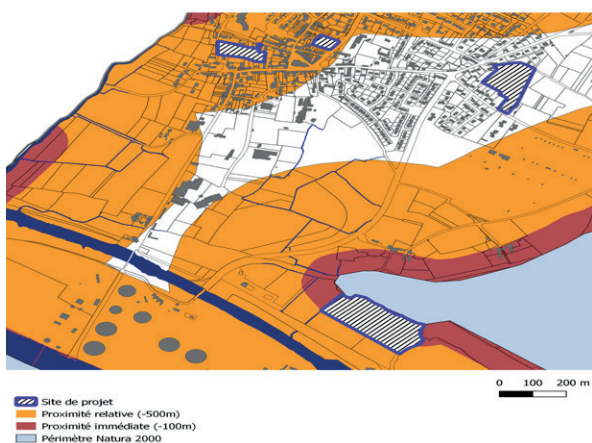 0 100 200 m
Site de projet
Proximité relative (-500m)
Proximité immédiate (-100m)
Périmètre Natura 2000